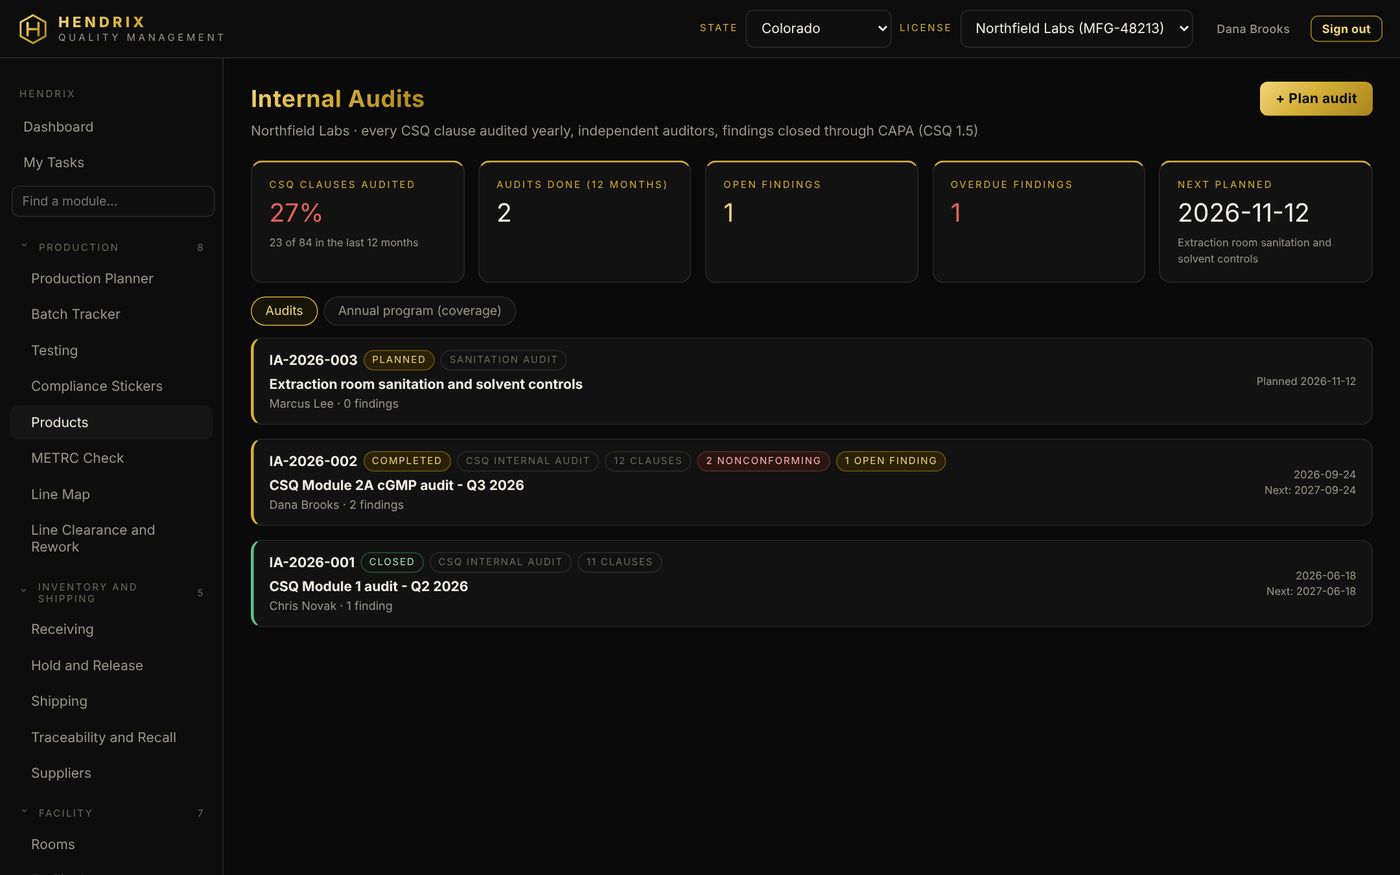 HENDRIX
QUALITY MANAGEMENT
STATE
Colorado
LICENSE
Northfield Labs (MFG-48213)
Dana Brooks
Sign out
HENDRIX
Dashboard
My Tasks
Find a module...
PRODUCTION 8
Production Planner
Batch Tracker
Testing
Compliance Stickers
Products
METRC Check
Line Map
Line Clearance and
Rework
INVENTORY AND
SHIPPING 5
Receiving
Hold and Release
Shipping
Traceability and Recall
Suppliers
FACILITY 7
Rooms
Internal Audits
+ Plan audit
Northfield Labs · every CSQ clause audited yearly, independent auditors, findings closed through CAPA (CSQ 1.5)
CSQ CLAUSES AUDITED
27%
23 of 84 in the last 12 months
AUDITS DONE (12 MONTHS)
2
OPEN FINDINGS
1
OVERDUE FINDINGS
1
NEXT PLANNED
2026-11-12
Extraction room sanitation and
solvent controls
Audits
Annual program (coverage)
IA-2026-003 PLANNED SANITATION AUDIT
Extraction room sanitation and solvent controls
Marcus Lee · 0 findings
Planned 2026-11-12
IA-2026-002 COMPLETED CSQ INTERNAL AUDIT 12 CLAUSES 2 NONCONFORMING 1 OPEN FINDING
CSQ Module 2A cGMP audit - Q3 2026
Dana Brooks · 2 findings
2026-09-24
Next: 2027-09-24
IA-2026-001 CLOSED CSQ INTERNAL AUDIT 11 CLAUSES
CSQ Module 1 audit - Q2 2026
Chris Novak · 1 finding
2026-06-18
Next: 2027-06-18